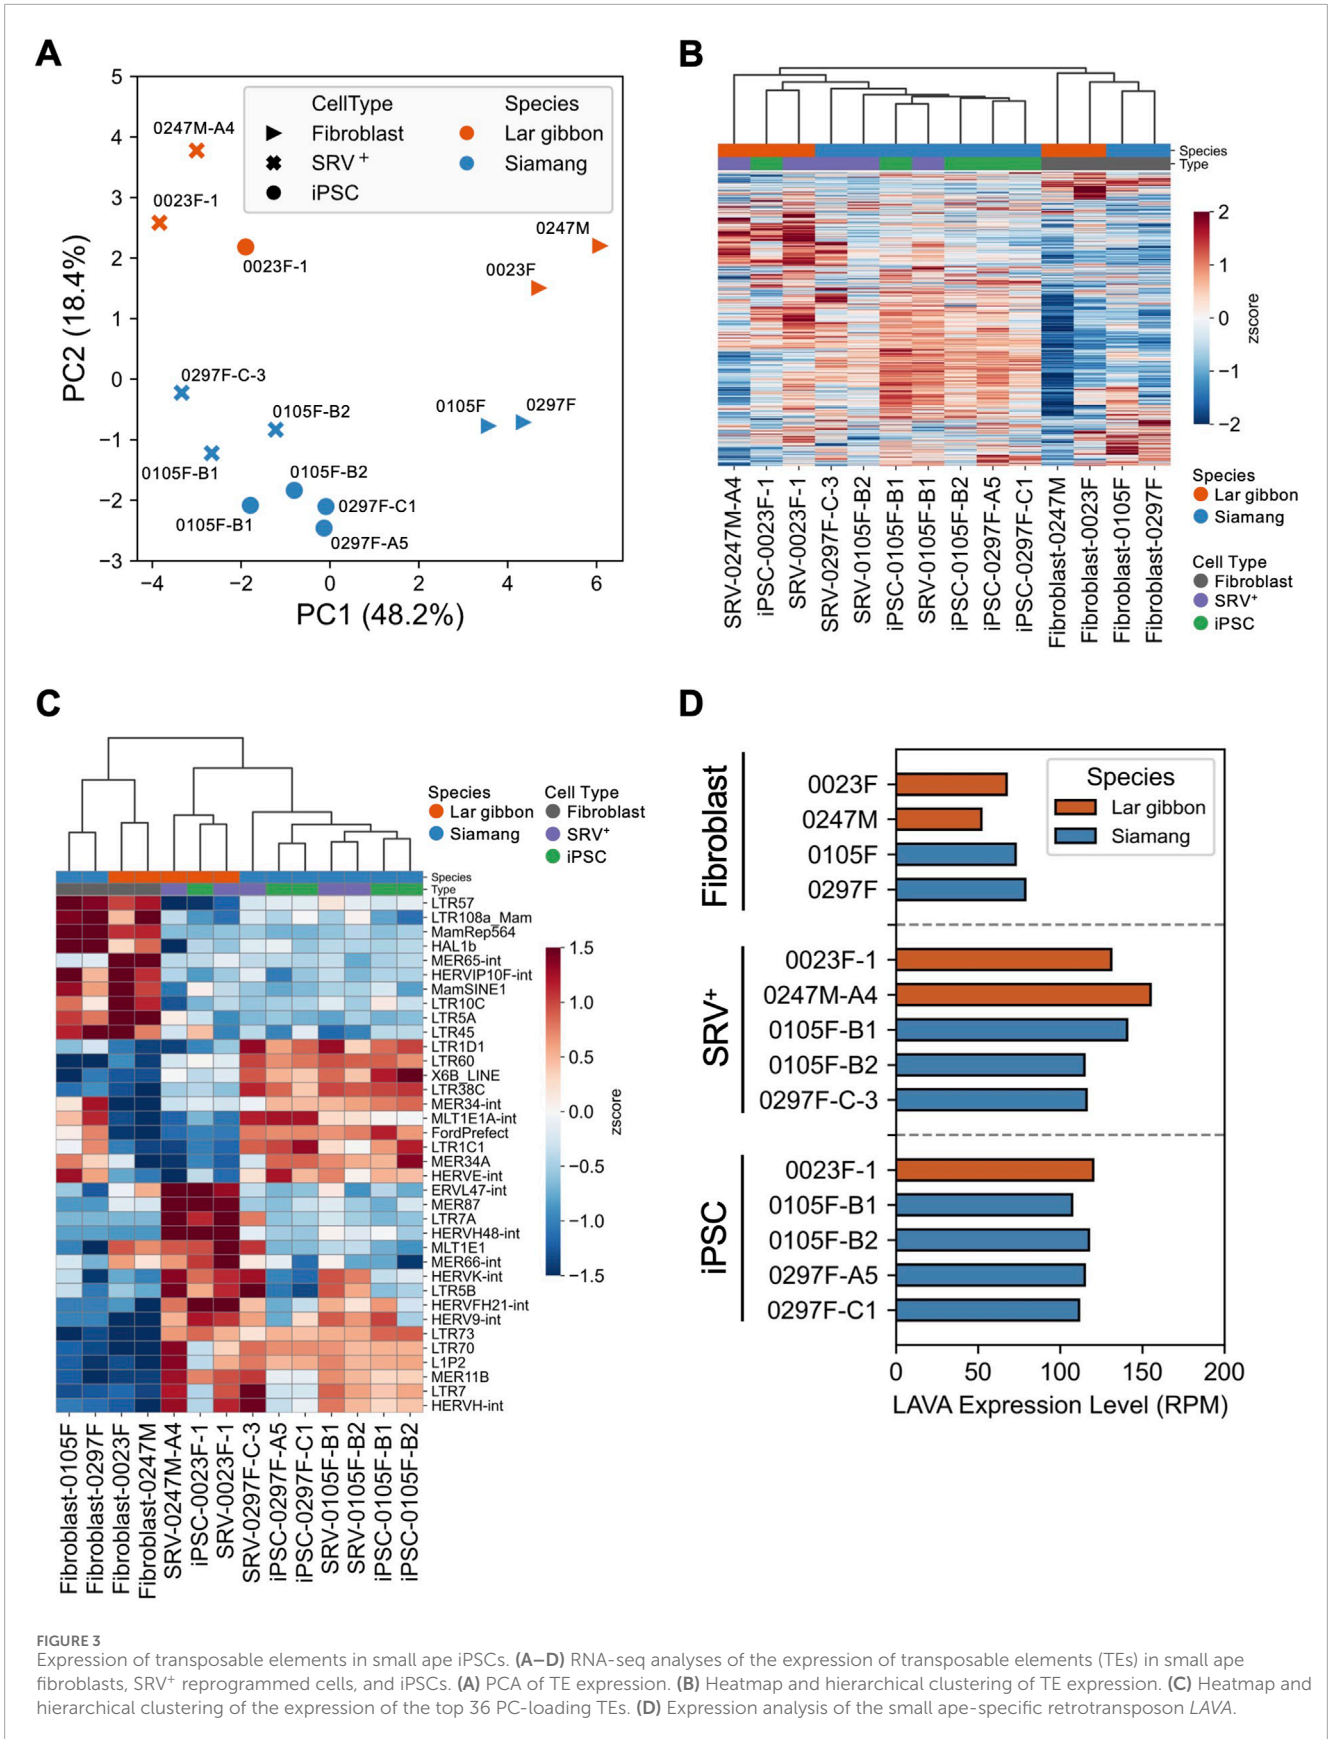 A
5
4
3
2
1
0
−1
−2
−3
−4
−2
0
2
4
6
PC2 (18.4%)
PC1 (48.2%)
CellType
Species
Fibroblast
Lar gibbon
SRV+
Siamang
iPSC
0247M-A4
0023F-1
0023F-1
0247M
0023F
0297F-C-3
0105F-B2
0105F
0297F
0105F-B1
0105F-B2
0105F-B1
0297F-C1
0297F-A5
B
Species
Type
2
1
0
−1
−2
zscore
SRV-0247M-A4
iPSC-0023F-1
SRV-0023F-1
SRV-0297F-C-3
SRV-0105F-B2
iPSC-0105F-B1
SRV-0105F-B1
iPSC-0105F-B2
iPSC-0297F-A5
iPSC-0297F-C1
Fibroblast-0247M
Fibroblast-0023F
Fibroblast-0105F
Fibroblast-0297F
Species
Lar gibbon
Siamang
Cell Type
Fibroblast
SRV+
iPSC
C
Species
Cell Type
Lar gibbon
Fibroblast
Siamang
SRV+
iPSC
Species
Type
LTR57
LTR108a_Mam
MamRep564
HAL1b
MER65-int
HERVIP10F-int
MamSINE1
LTR10C
LTR5A
LTR45
LTR1D1
LTR60
X6B_LINE
LTR38C
MER34-int
MLT1E1A-int
FordPrefect
LTR1C1
MER34A
HERVE-int
ERVL47-int
MER87
LTR7A
HERVH48-int
MLT1E1
MER66-int
HERVK-int
LTR5B
HERVFH21-int
HERV9-int
LTR73
LTR70
L1P2
MER11B
LTR7
HERVH-int
1.5
1.0
0.5
0.0
−0.5
−1.0
−1.5
zscore
Fibroblast-0105F
Fibroblast-0297F
Fibroblast-0023F
Fibroblast-0247M
SRV-0247M-A4
iPSC-0023F-1
SRV-0023F-1
SRV-0297F-C-3
iPSC-0297F-A5
iPSC-0297F-C1
SRV-0105F-B1
SRV-0105F-B2
iPSC-0105F-B1
iPSC-0105F-B2
D
Species
Lar gibbon
Siamang
Fibroblast
0023F
0247M
0105F
0297F
SRV+
0023F-1
0247M-A4
0105F-B1
0105F-B2
0297F-C-3
iPSC
0023F-1
0105F-B1
0105F-B2
0297F-A5
0297F-C1
0
50
100
150
200
LAVA Expression Level (RPM)
FIGURE 3
Expression of transposable elements in small ape iPSCs. (A–D) RNA-seq analyses of the expression of transposable elements (TEs) in small ape
fibroblasts, SRV+ reprogrammed cells, and iPSCs. (A) PCA of TE expression. (B) Heatmap and hierarchical clustering of TE expression. (C) Heatmap and
hierarchical clustering of the expression of the top 36 PC-loading TEs. (D) Expression analysis of the small ape-specific retrotransposon LAVA.